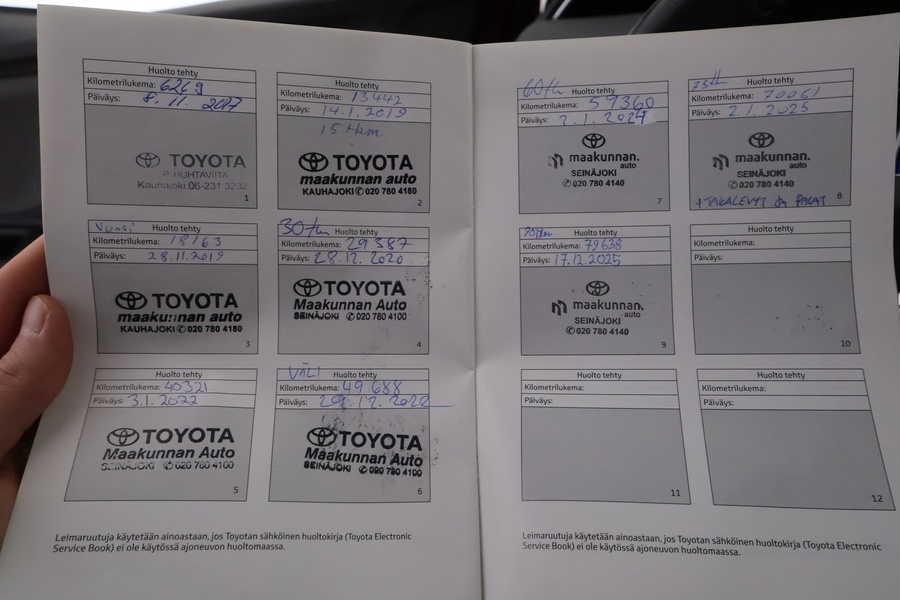 Huolto tehty
Kilometrilukema: 6269
Päiväys: 8.11.2017
TOYOTA
P. HUHTAVIITA
Kauhajoki 06-231 3232
1
Huolto tehty
Kilometrilukema: 13442
Päiväys: 14.1.2019
15 tkm
TOYOTA
maakunnan auto
KAUHAJOKI ✆ 020 780 4180
2
Vuosi Huolto tehty
Kilometrilukema: 18163
Päiväys: 28.11.2019
TOYOTA
maakunnan auto
KAUHAJOKI ✆ 020 780 4180
3
30tkm Huolto tehty
Kilometrilukema: 29387
Päiväys: 28.12.2020
TOYOTA
Maakunnan Auto
SEINÄJOKI ✆ 020 780 4100
4
Huolto tehty
Kilometrilukema: 40321
Päiväys: 3.1.2022
TOYOTA
Maakunnan Auto
SEINÄJOKI ✆ 020 780 4100
5
VÄLI Huolto tehty
Kilometrilukema: 49688
Päiväys: 29.12.2022
TOYOTA
Maakunnan Auto
SEINÄJOKI ✆ 020 780 4100
6
Leimaruutuja käytetään ainoastaan, jos Toyotan sähköinen huoltokirja (Toyota Electronic
Service Book) ei ole käytössä ajoneuvon huoltomaassa.
60tkm Huolto tehty
Kilometrilukema: 59360
Päiväys: 2.1.2024
maakunnan.
auto
SEINÄJOKI
✆ 020 780 4140
7
75tkm Huolto tehty
Kilometrilukema: 70061
Päiväys: 2.1.2025
maakunnan.
auto
SEINÄJOKI
✆ 020 780 4140
8
+TAKALEVYT JA PALAT
90tkm Huolto tehty
Kilometrilukema: 79638
Päiväys: 17.12.2025
maakunnan.
auto
SEINÄJOKI
✆ 020 780 4140
9
Huolto tehty
Kilometrilukema:
Päiväys:
10
Huolto tehty
Kilometrilukema:
Päiväys:
11
Huolto tehty
Kilometrilukema:
Päiväys:
12
Leimaruutuja käytetään ainoastaan, jos Toyotan sähköinen huoltokirja (Toyota Electronic
Service Book) ei ole käytössä ajoneuvon huoltomaassa.